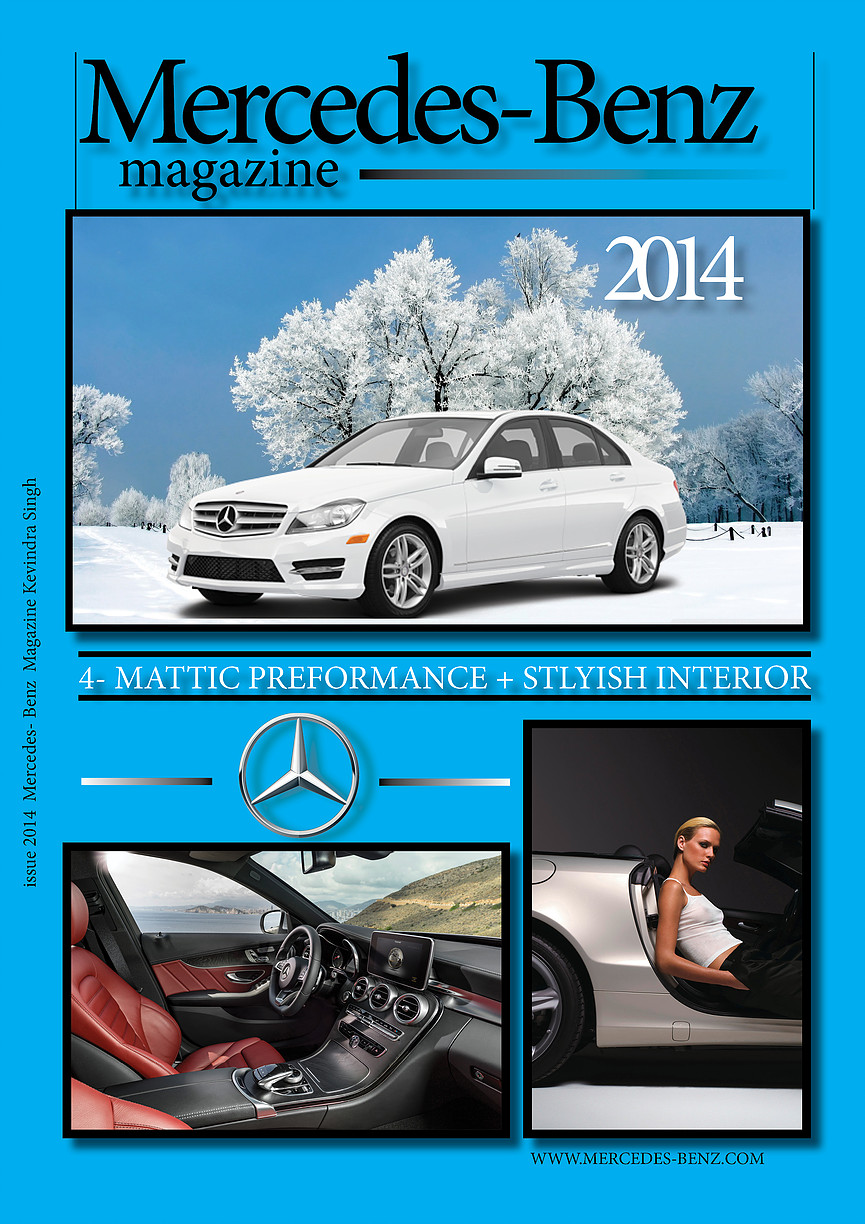 Mercedes-Benz
magazine
2014
4- MATTIC PREFORMANCE + STLYISH INTERIOR
issue 2014 Mercedes- Benz Magazine Kevindra Singh
WWW.MERCEDES-BENZ.COM